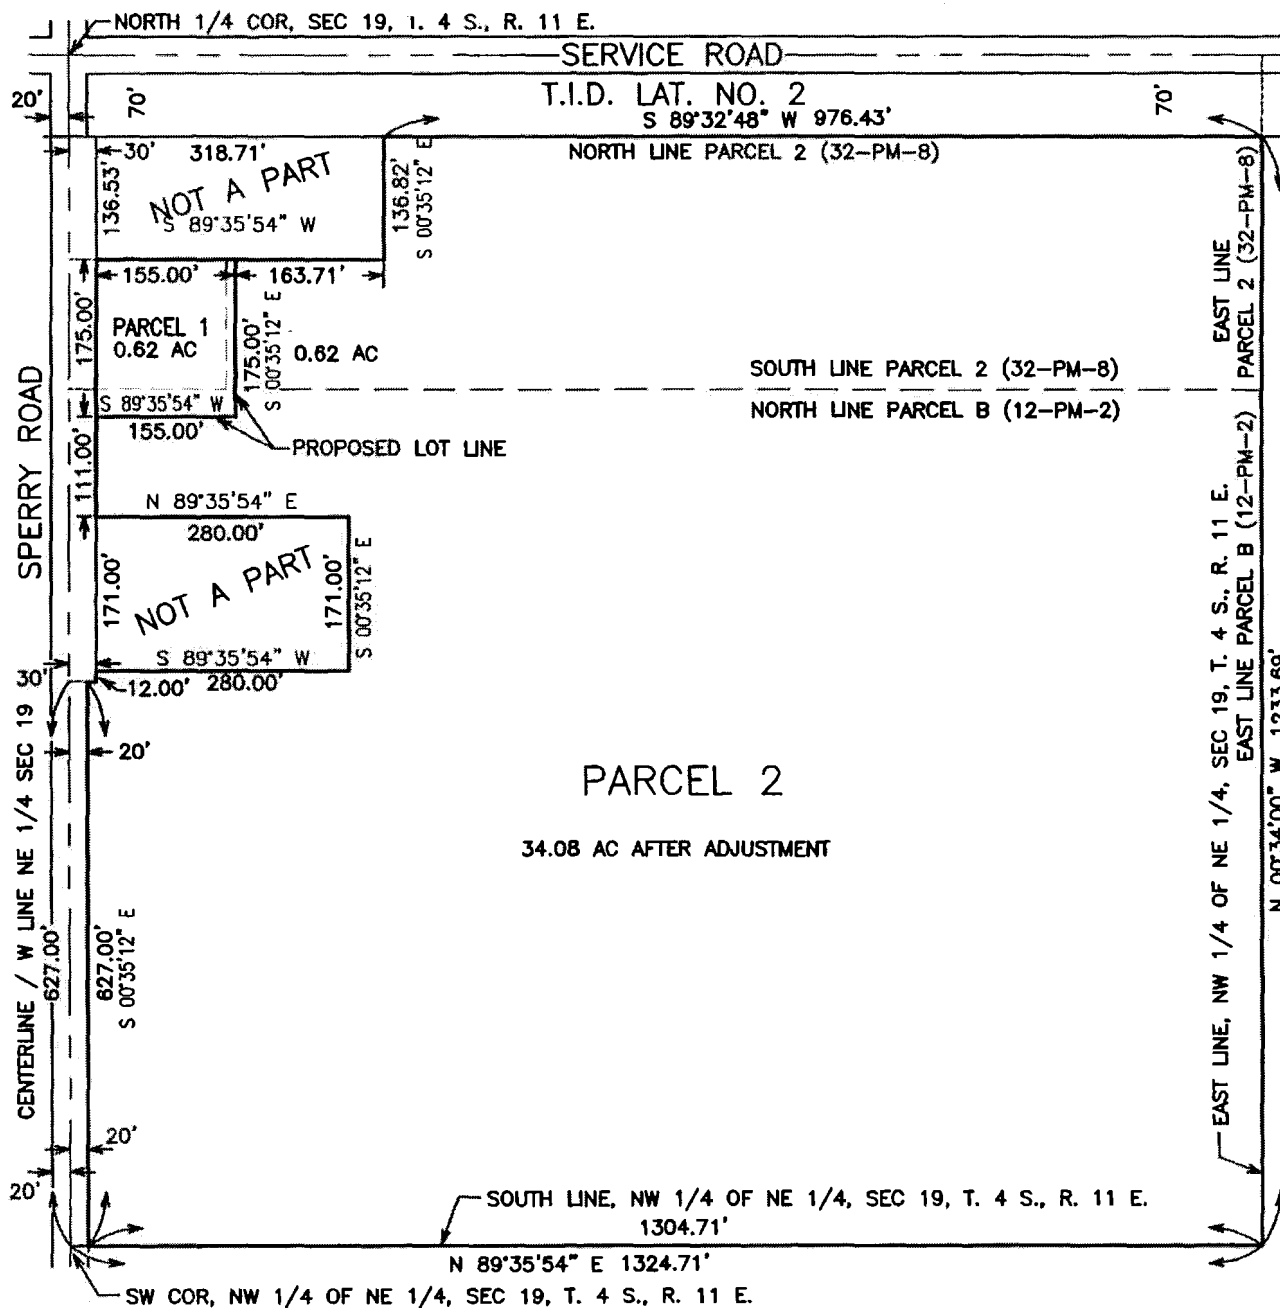 NORTH 1/4 COR, SEC 19, T. 4 S., R. 11 E.
SERVICE ROAD
T.I.D. LAT. NO. 2
20'
70'
70'
S 89°32'48" W 976.43'
NORTH LINE PARCEL 2 (32-PM-8)
30'
318.71'
136.53'
NOT A PART
S 89°35'54" W
136.82'
S 00°35'12" E
155.00'
163.71'
175.00'
PARCEL 1
0.62 AC
175.00'
S 00°35'12" E
0.62 AC
EAST LINE
PARCEL 2 (32-PM-8)
SOUTH LINE PARCEL 2 (32-PM-8)
NORTH LINE PARCEL B (12-PM-2)
S 89°35'54" W
155.00'
PROPOSED LOT LINE
111.00'
SPERRY ROAD
N 89°35'54" E
280.00'
171.00'
NOT A PART
171.00'
S 00°35'12" E
S 89°35'54" W
280.00'
30'
12.00'
20'
PARCEL 2
34.08 AC AFTER ADJUSTMENT
CENTERLINE / W LINE NE 1/4 SEC 19
627.00'
627.00'
S 00°35'12" E
EAST LINE, NW 1/4 OF NE 1/4, SEC 19, T. 4 S., R. 11 E.
EAST LINE PARCEL B (12-PM-2)
N 00°34'00" W 1233.69'
20'
20'
SOUTH LINE, NW 1/4 OF NE 1/4, SEC 19, T. 4 S., R. 11 E.
1304.71'
N 89°35'54" E 1324.71'
SW COR, NW 1/4 OF NE 1/4, SEC 19, T. 4 S., R. 11 E.